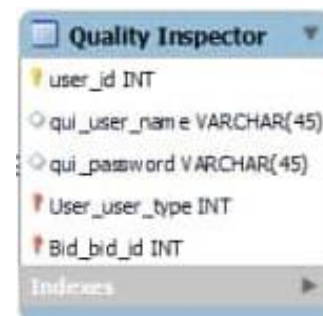 Quality Inspector
user_id INT
qui_user_name VARCHAR(45)
qui_password VARCHAR(45)
User_user_type INT
Bid_bid_id INT
Indexes